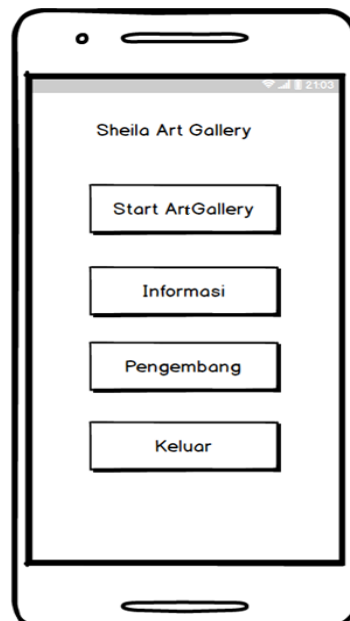 21:03
Sheila Art Gallery
Start ArtGallery
Informasi
Pengembang
Keluar